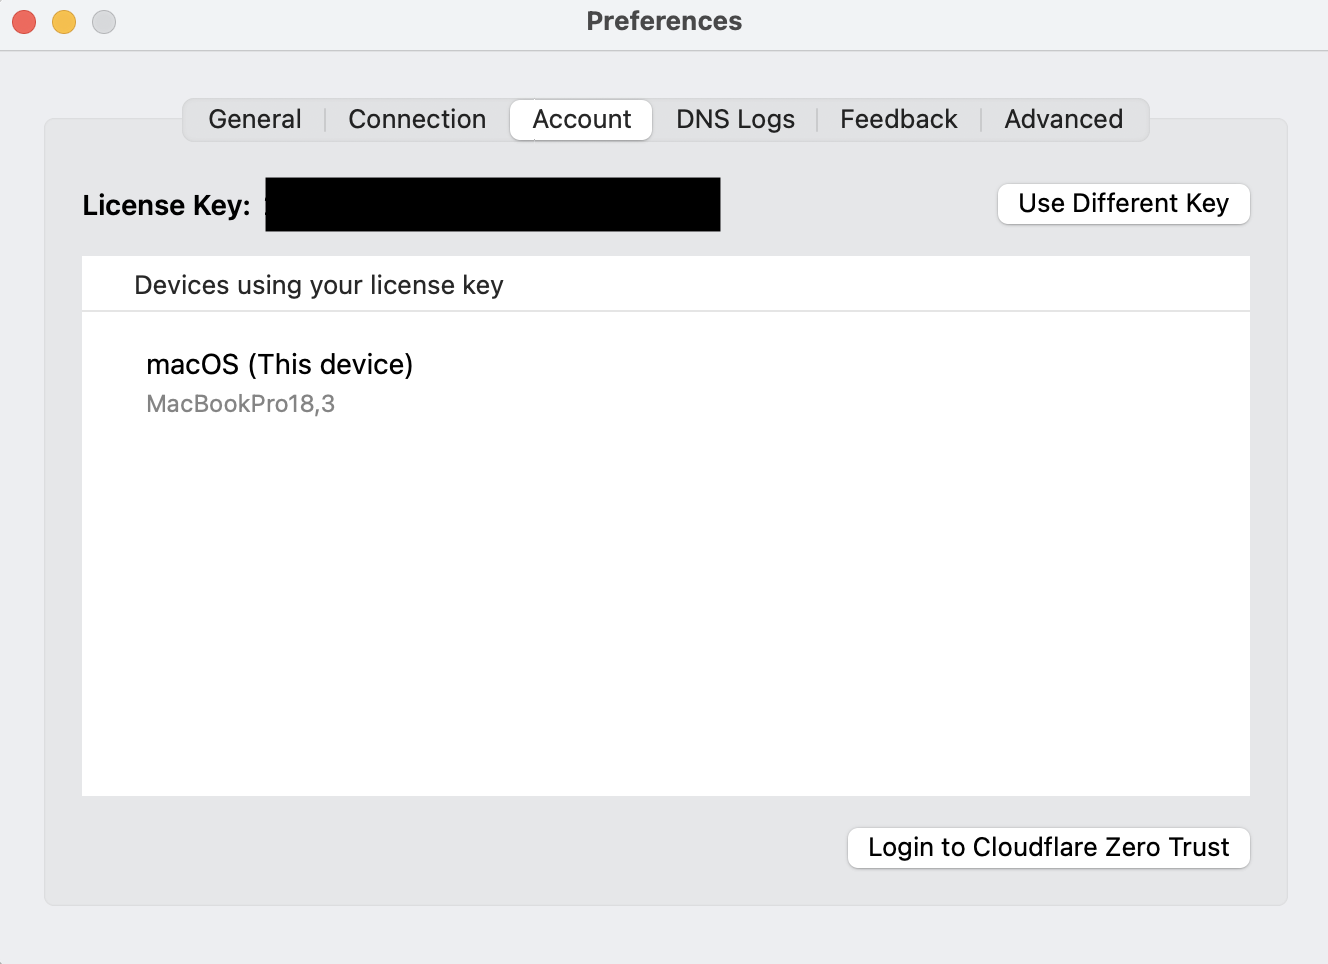 Preferences
General Connection Account DNS Logs Feedback Advanced
License Key: Use Different Key
Devices using your license key
macOS (This device)
MacBookPro18,3
Login to Cloudflare Zero Trust